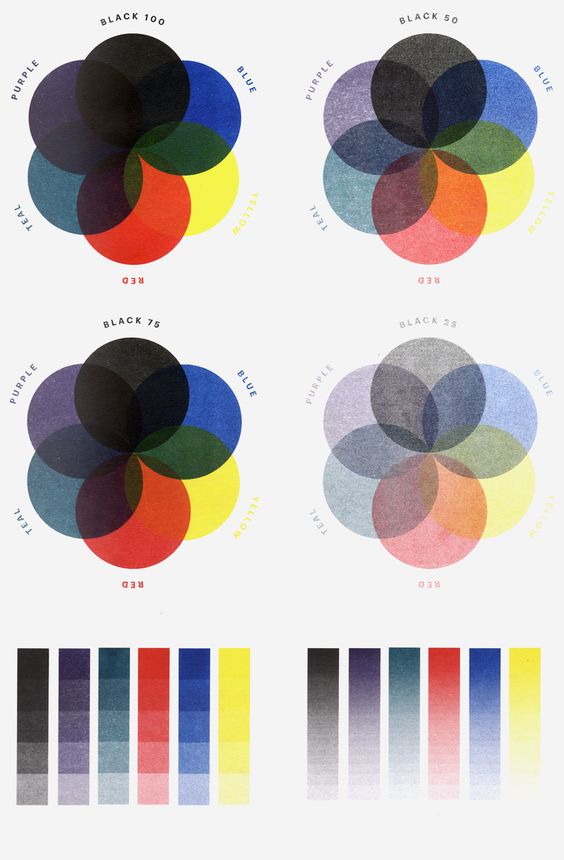 BLACK 100
PURPLE
BLUE
TEAL
YELLOW
RED
BLACK 50
PURPLE
BLUE
TEAL
YELLOW
RED
BLACK 75
PURPLE
BLUE
TEAL
YELLOW
RED
BLACK 25
PURPLE
BLUE
TEAL
YELLOW
RED